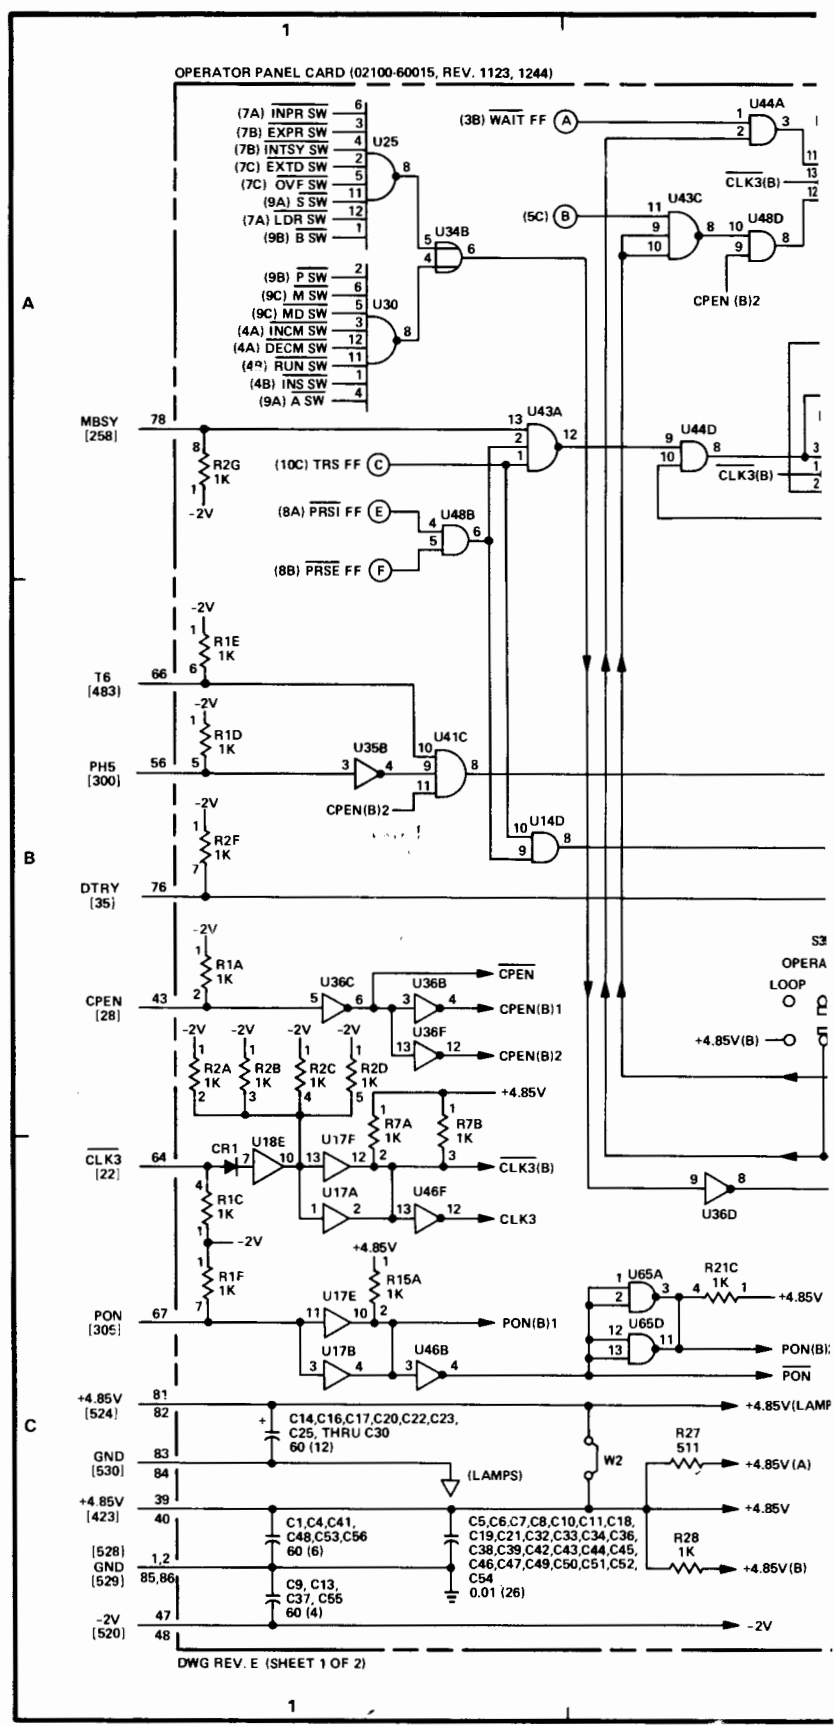 1
OPERATOR PANEL CARD (02100-60015, REV. 1123, 1244)
(7A) INPR SW 6
(7B) EXPR SW 3
(7B) INTSY SW 4
(7C) EXTD SW 2
(7C) OVF SW 5
(9A) S SW 11
(7A) LDR SW 12
(9B) B SW 1
U25
8
(3B) WAIT FF A
1
2
U44A
3
11
CLK3(B) 13
12
(5C) B
11
9
10
U43C
8
10
9
U48D
8
CPEN (B)2
5
4
U34B
6
A
(9B) P SW 2
(9C) M SW 6
(9C) MD SW 5
(4A) INCM SW 3
(4A) DECM SW 12
(4B) RUN SW 11
(4B) INS SW 1
(9A) A SW 4
U30
8
MBSY
[258]
78
8
R2G
1K
1
-2V
(10C) TRS FF C
13
2
1
U43A
12
9
10
U44D
8
3
CLK3(B) 1
2
(8A) PRSI FF E
(8B) PRSE FF F
4
5
U48B
6
-2V
1
R1E
1K
6
T6
[483]
66
-2V
1
R1D
1K
5
PH5
[300]
56
3
U35B
4
10
9
11
U41C
8
CPEN(B)2
-2V
1
R2F
1K
7
10
9
U14D
8
B
DTRY
[35]
76
-2V
1
R1A
1K
2
CPEN
[28]
43
5
U36C
6
CPEN
3
U36B
4
CPEN(B)1
13
U36F
12
CPEN(B)2
OPERA
LOOP
+4.85V(B)
-2V -2V -2V -2V
1 1 1 1
R2A R2B R2C R2D
1K 1K 1K 1K
2 3 4 5
+4.85V
1
R7A
1K
2
1
R7B
1K
3
CLK3
[22]
64
CR1
7
U18E
10
13
U17F
12
CLK3(B)
1
U17A
2
13
U46F
12
CLK3
4
R1C
1K
1
-2V
1
R1F
1K
7
9
U36D
8
+4.85V
1
R15A
1K
2
PON
[305]
67
11
U17E
10
PON(B)1
3
U17B
4
3
U46B
4
PON
1
2
U65A
3
4
R21C
1K
1
+4.85V
12
13
U65D
11
PON(B)
C
+4.85V
[524]
81
82
+
C14,C16,C17,C20,C22,C23,
C25, THRU C30
60 (12)
+4.85V(LAMP
GND
[530]
83
84
(LAMPS)
W2
R27
511
+4.85V(A)
+4.85V
[423]
39
40
+4.85V
C1,C4,C41,
C48,C53,C56
60 (6)
C5,C6,C7,C8,C10,C11,C18,
C19,C21,C32,C33,C34,C36,
C38,C39,C42,C43,C44,C45,
C46,C47,C49,C50,C51,C52,
C54
0.01 (26)
R28
1K
+4.85V(B)
[528]
GND
[529]
1,2
85,86
C9, C13,
C37, C55
60 (4)
-2V
[520]
47
48
-2V
DWG REV. E (SHEET 1 OF 2)
1